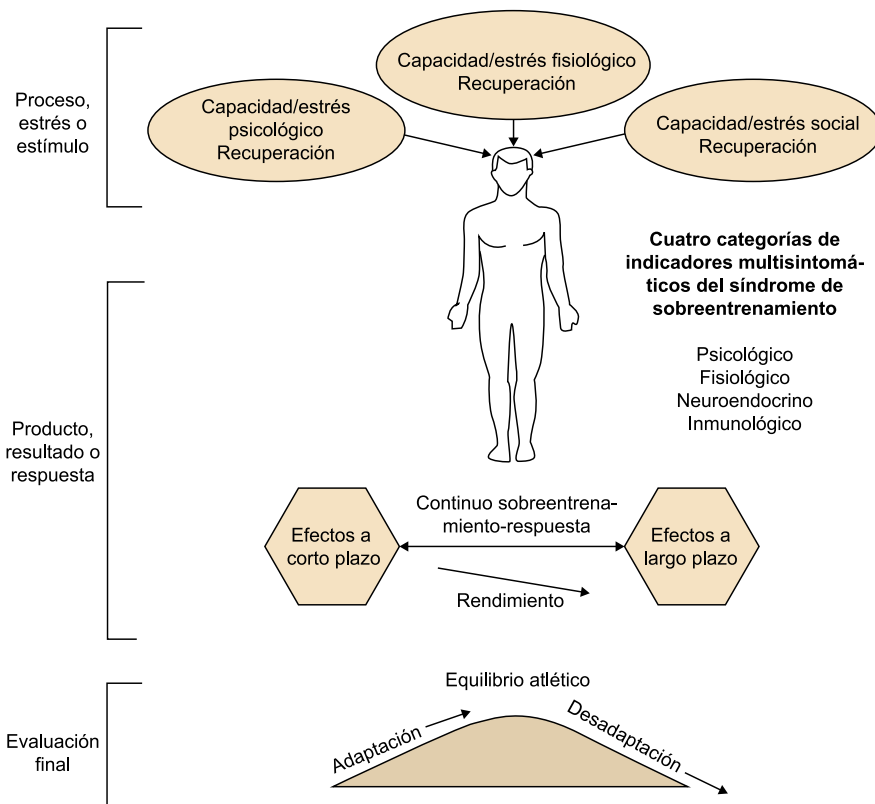 Proceso,
estrés o
estímulo
Capacidad/estrés
psicológico
Recuperación
Capacidad/estrés fisiológico
Recuperación
Capacidad/estrés social
Recuperación
Cuatro categorías de
indicadores multisintomá-
ticos del síndrome de
sobreentrenamiento
Psicológico
Fisiológico
Neuroendocrino
Inmunológico
Producto,
resultado o
respuesta
Efectos a
corto plazo
Continuo sobreentrena-
miento-respuesta
Rendimiento
Efectos a
largo plazo
Evaluación
final
Equilibrio atlético
Adaptación
Desadaptación